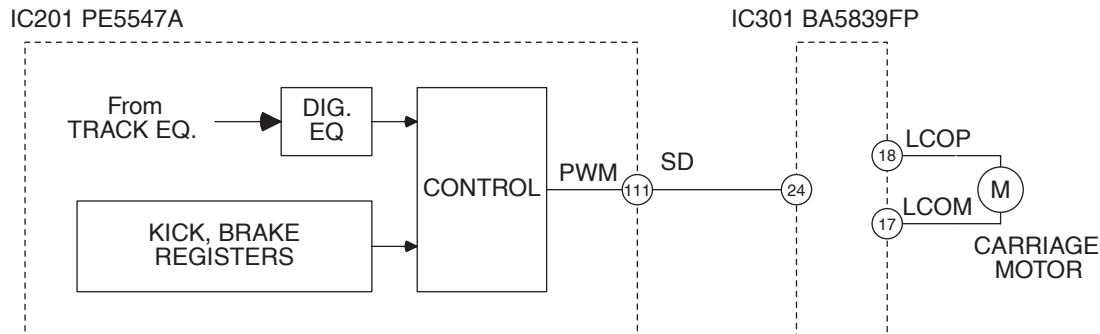 IC201 PE5547A
IC301 BA5839FP
From
TRACK EQ.
DIG.
EQ
CONTROL
KICK, BRAKE
REGISTERS
PWM
111
SD
24
18
LCOP
M
17
LCOM
CARRIAGE
MOTOR